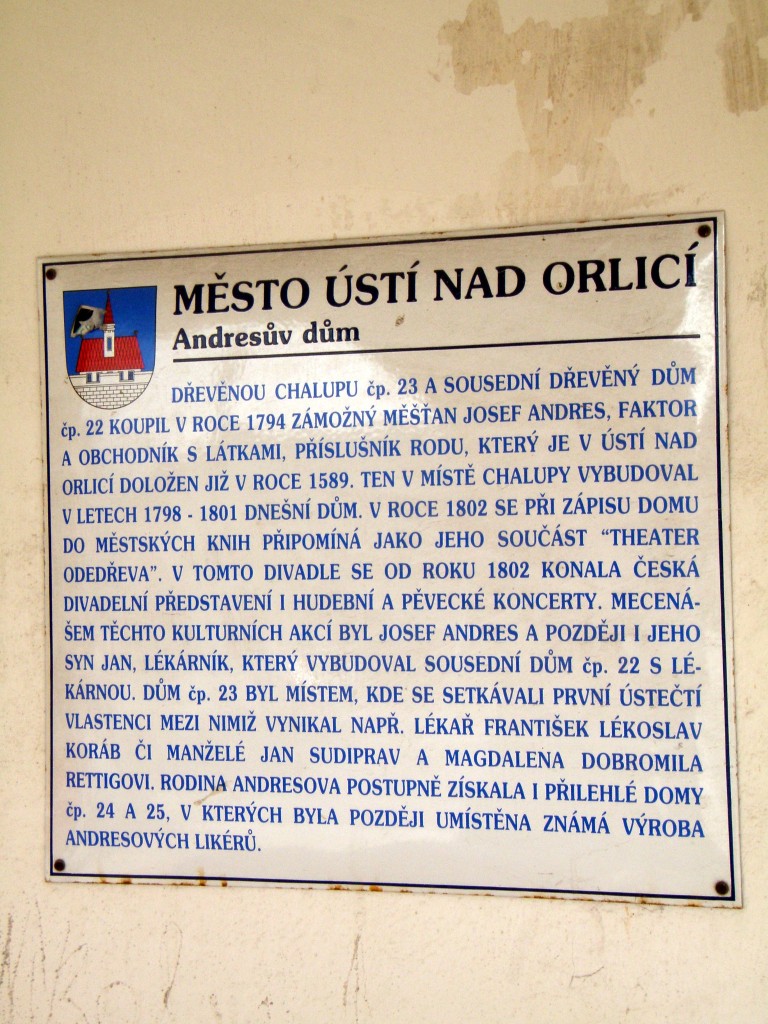 MĚSTO ÚSTÍ NAD ORLICÍ
Andresův dům
DŘEVĚNOU CHALUPU čp. 23 A SOUSEDNÍ DŘEVĚNÝ DŮM
čp. 22 KOUPIL V ROCE 1794 ZÁMOŽNÝ MĚŠŤAN JOSEF ANDRES, FAKTOR
A OBCHODNÍK S LÁTKAMI, PŘÍSLUŠNÍK RODU, KTERÝ JE V ÚSTÍ NAD
ORLICÍ DOLOŽEN JIŽ V ROCE 1589. TEN V MÍSTĚ CHALUPY VYBUDOVAL
V LETECH 1798 - 1801 DNEŠNÍ DŮM. V ROCE 1802 SE PŘI ZÁPISU DOMU
DO MĚSTSKÝCH KNIH PŘIPOMÍNÁ JAKO JEHO SOUČÁST "THEATER
ODEDŘEVA". V TOMTO DIVADLE SE OD ROKU 1802 KONALA ČESKÁ
DIVADELNÍ PŘEDSTAVENÍ I HUDEBNÍ A PĚVECKÉ KONCERTY. MECENÁ-
ŠEM TĚCHTO KULTURNÍCH AKCÍ BYL JOSEF ANDRES A POZDĚJI I JEHO
SYN JAN, LÉKÁRNÍK, KTERÝ VYBUDOVAL SOUSEDNÍ DŮM čp. 22 S LÉ-
KÁRNOU. DŮM čp. 23 BYL MÍSTEM, KDE SE SETKÁVALI PRVNÍ ÚSTEČTÍ
VLASTENCI MEZI NIMIŽ VYNIKAL NAPŘ. LÉKAŘ FRANTIŠEK LÉKOSLAV
KORÁB ČI MANŽELÉ JAN SUDIPRAV A MAGDALENA DOBROMILA
RETTIGOVI. RODINA ANDRESOVA POSTUPNĚ ZÍSKALA I PŘILEHLÉ DOMY
čp. 24 A 25, V KTERÝCH BYLA POZDĚJI UMÍSTĚNA ZNÁMÁ VÝROBA
ANDRESOVÝCH LIKÉRŮ.